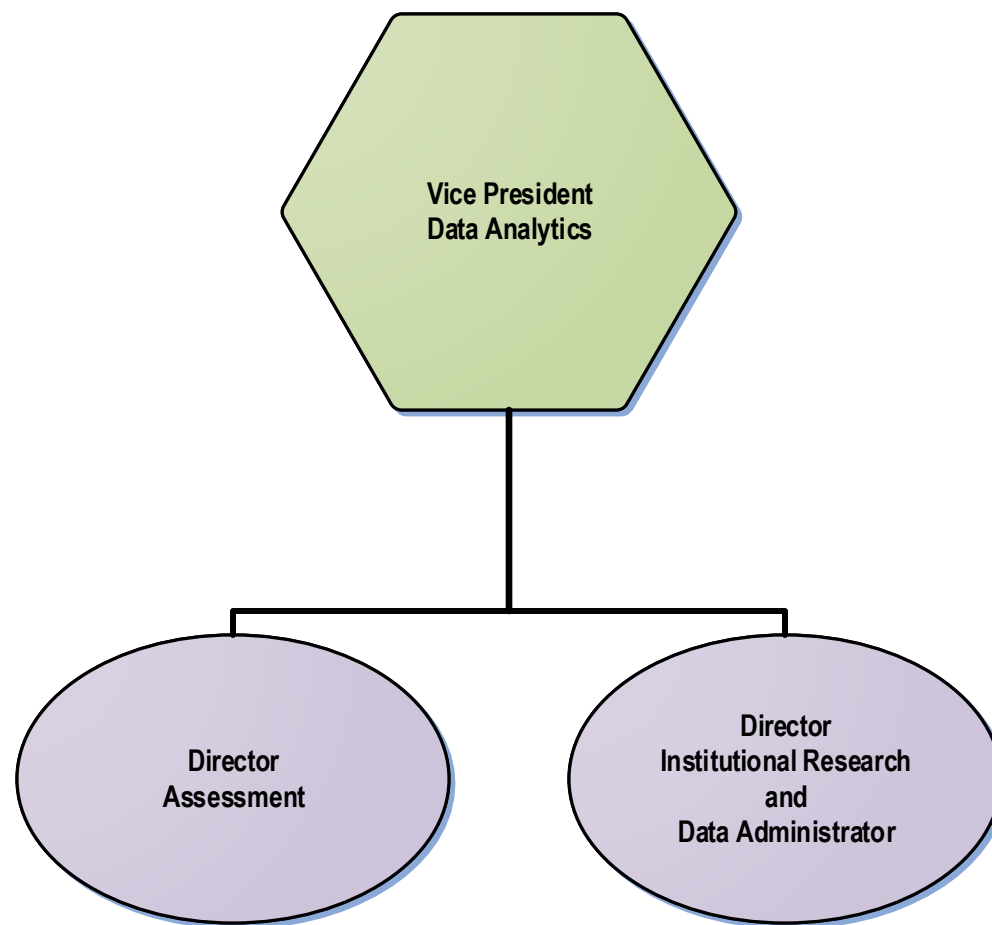 Vice President
Data Analytics
Director
Assessment
Director
Institutional Research
and
Data Administrator